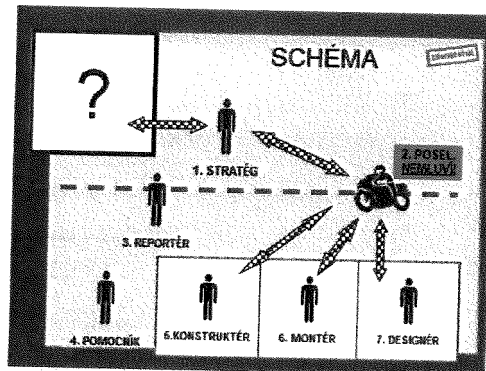 SCHÉMA
?
1. STRATÉG
2. POSEL
NEMLUVÍ!
3. REPORTÉR
4. POMOCNÍK
5.KONSTRUKTÉR
6. MONTÉR
7. DESIGNÉR